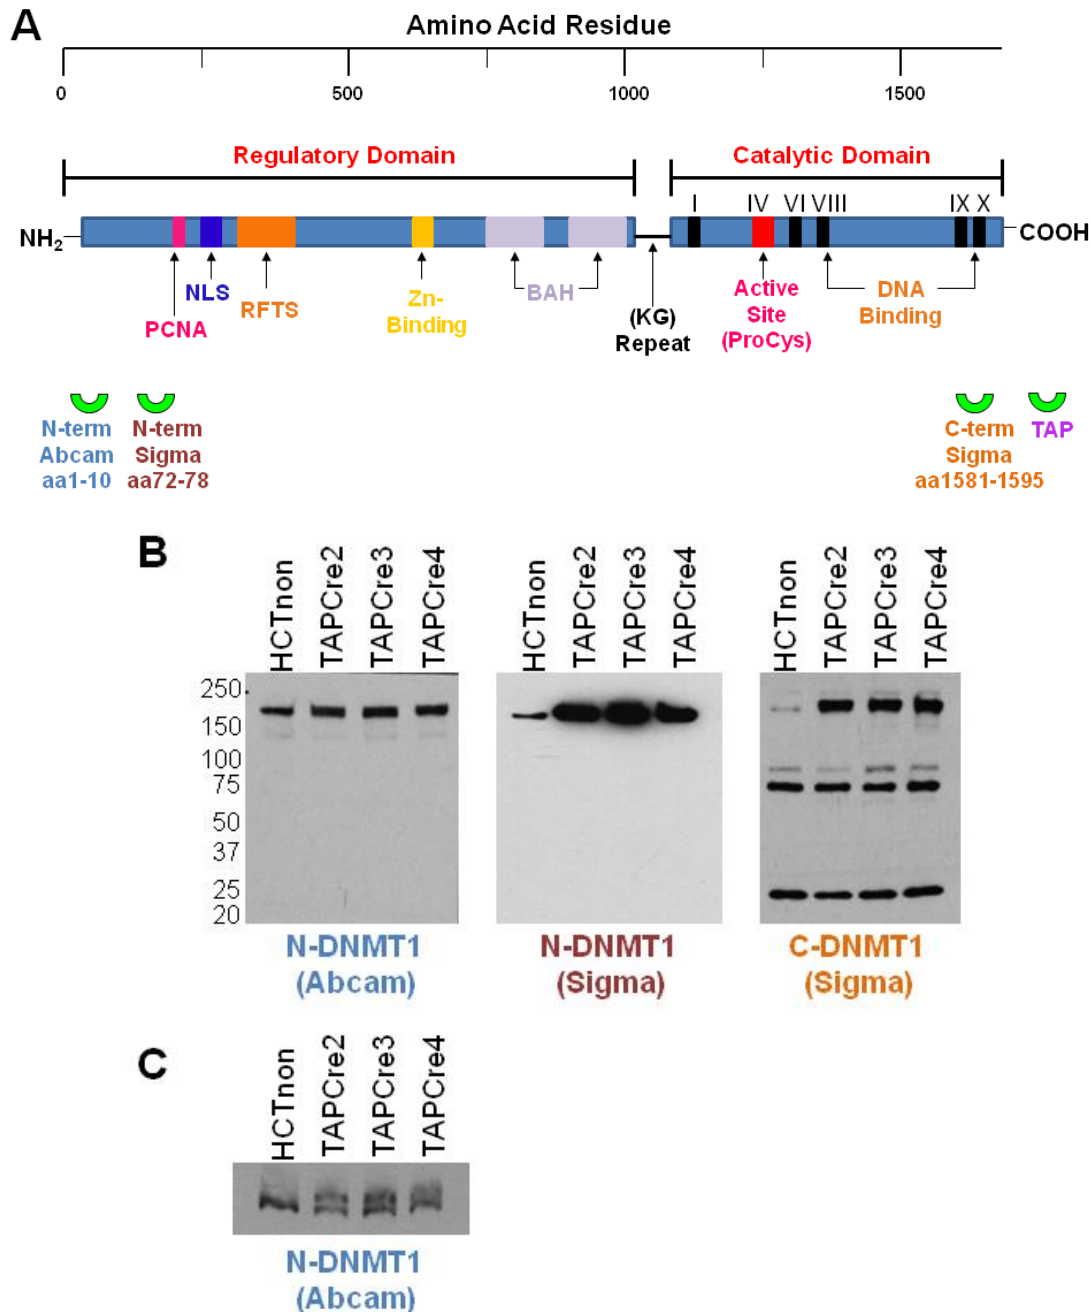 A
Amino Acid Residue
0 500 1000 1500
Regulatory Domain Catalytic Domain
I IV VI VIII IX X
NH2 COOH
PCNA NLS RFTS Zn-Binding BAH (KG) Repeat Active Site (ProCys) DNA Binding
N-term Abcam aa1-10
N-term Sigma aa72-78
C-term Sigma aa1581-1595
TAP
B
HCTnon TAPCre2 TAPCre3 TAPCre4
HCTnon TAPCre2 TAPCre3 TAPCre4
HCTnon TAPCre2 TAPCre3 TAPCre4
250
150
100
75
50
37
25
20
N-DNMT1 (Abcam)
N-DNMT1 (Sigma)
C-DNMT1 (Sigma)
C
HCTnon TAPCre2 TAPCre3 TAPCre4
N-DNMT1
(Abcam)